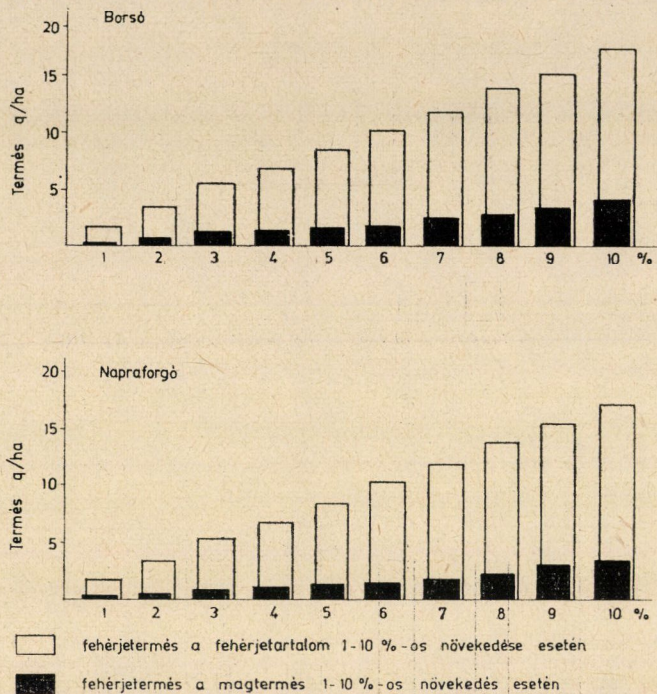 Borsó
Termés q/ha
20
15
10
5
1 2 3 4 5 6 7 8 9 10 %
Napraforgó
Termés q/ha
20
15
10
5
1 2 3 4 5 6 7 8 9 10 %
fehérjetermés a fehérjetartalom 1-10 %-os növekedése esetén
fehérjetermés a magtermés 1-10 %-os növekedés esetén